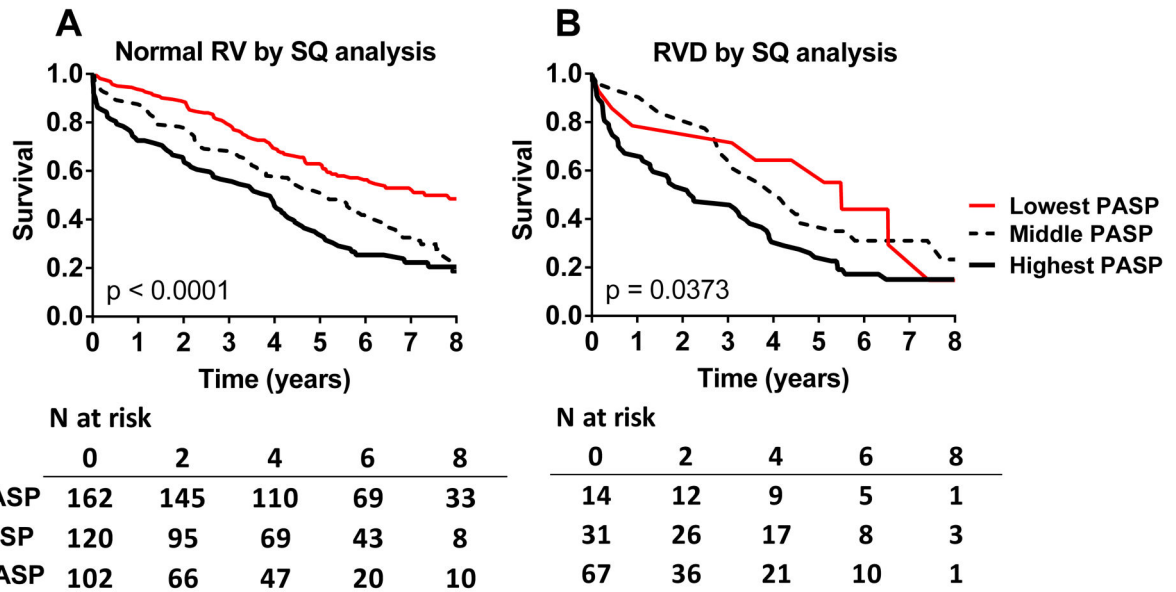 A
Normal RV by SQ analysis
Survival
1.0
0.8
0.6
0.4
0.2
0.0
p < 0.0001
0 1 2 3 4 5 6 7 8
Time (years)
B
RVD by SQ analysis
Survival
1.0
0.8
0.6
0.4
0.2
0.0
p = 0.0373
0 1 2 3 4 5 6 7 8
Time (years)
Lowest PASP
Middle PASP
Highest PASP
N at risk
0 2 4 6 8
ASP 162 145 110 69 33
SP 120 95 69 43 8
ASP 102 66 47 20 10
N at risk
0 2 4 6 8
14 12 9 5 1
31 26 17 8 3
67 36 21 10 1